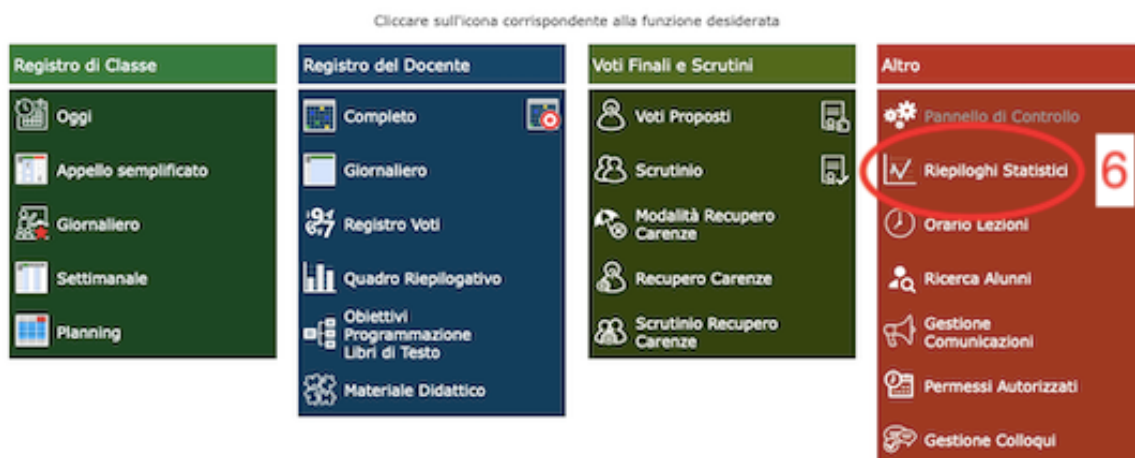 Cliccare sull'icona corrispondente alla funzione desiderata
Registro di Classe
Oggi
Appello semplificato
Giornaliero
Settimanale
Planning
Registro del Docente
Completo
Giornaliero
Registro Voti
Quadro Riepilogativo
Obiettivi
Programmazione
Libri di Testo
Materiale Didattico
Voti Finali e Scrutini
Voti Proposti
Scrutinio
Modalità Recupero
Carenze
Recupero Carenze
Scrutinio Recupero
Carenze
Altro
Pannello di Controllo
Riepiloghi Statistici
6
Orario Lezioni
Ricerca Alunni
Gestione
Comunicazioni
Permessi Autorizzati
Gestione Colloqui